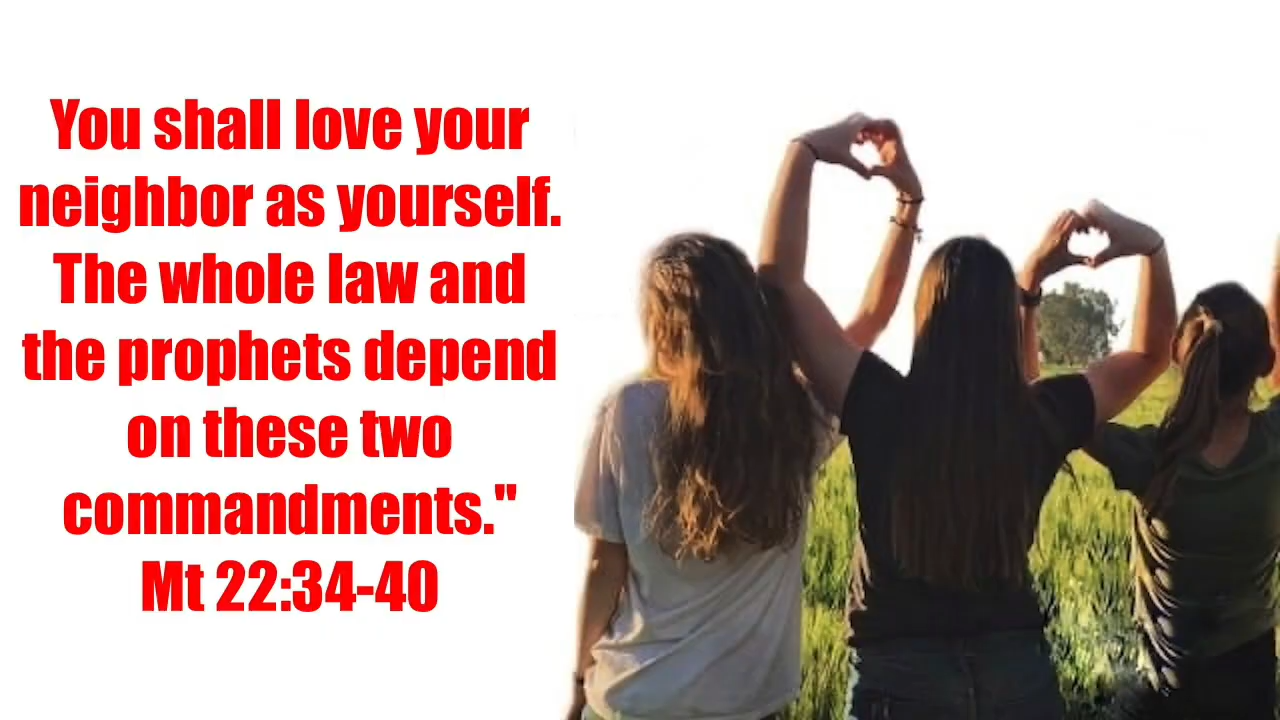 You shall love your
neighbor as yourself.
The whole law and
the prophets depend
on these two
commandments."
Mt 22:34-40